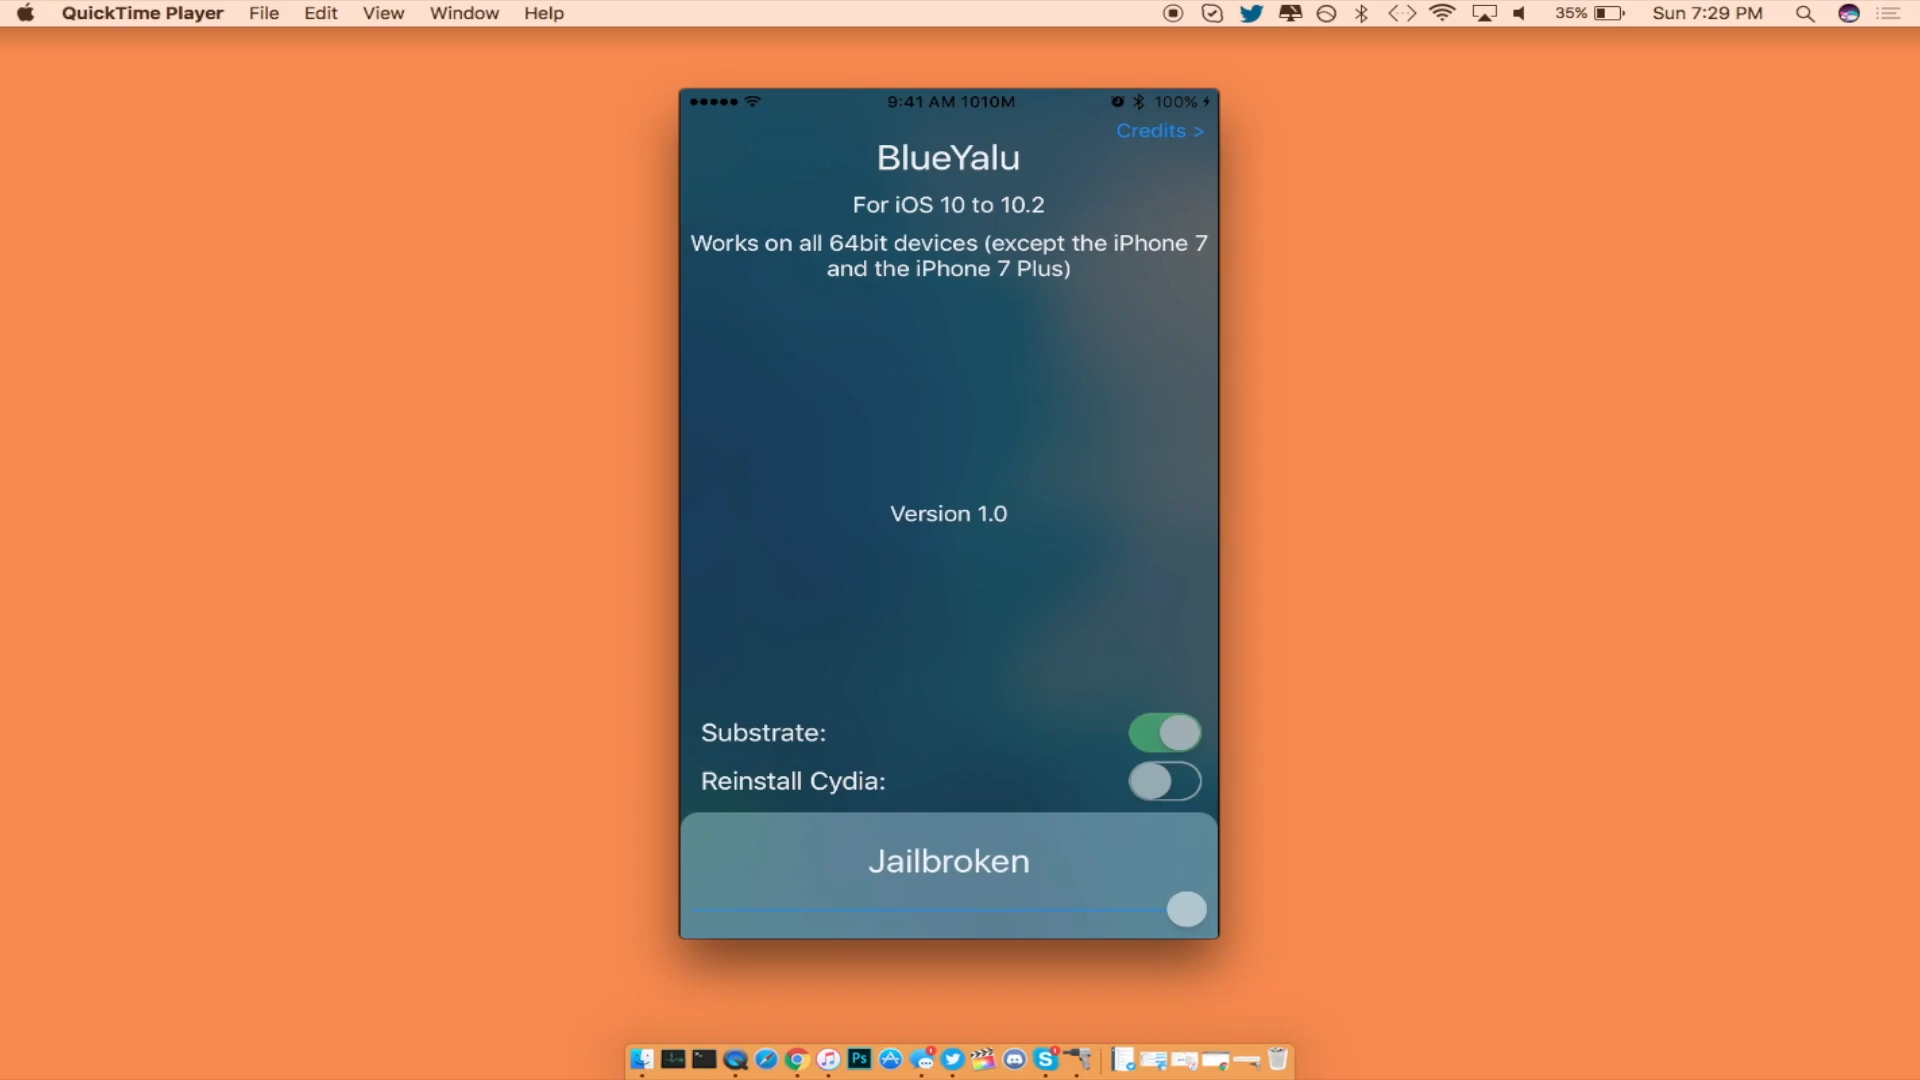 QuickTime Player File Edit View Window Help 35% Sun 7:29 PM
9:41 AM 1010M 100%
Credits >
BlueYalu
For iOS 10 to 10.2
Works on all 64bit devices (except the iPhone 7
and the iPhone 7 Plus)
Version 1.0
Substrate:
Reinstall Cydia:
Jailbroken
Ps